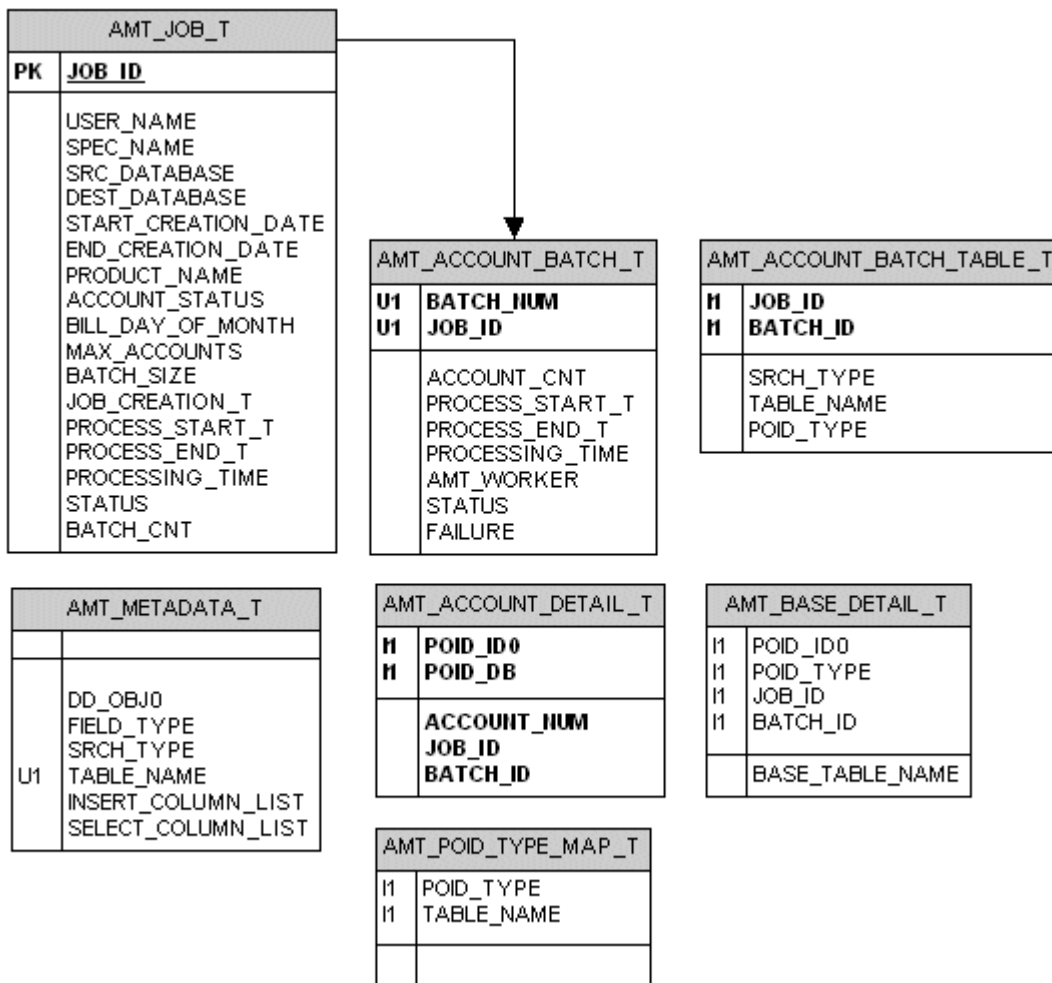 AMT_JOB_T
PK JOB_ID
USER_NAME
SPEC_NAME
SRC_DATABASE
DEST_DATABASE
START_CREATION_DATE
END_CREATION_DATE
PRODUCT_NAME
ACCOUNT_STATUS
BILL_DAY_OF_MONTH
MAX_ACCOUNTS
BATCH_SIZE
JOB_CREATION_T
PROCESS_START_T
PROCESS_END_T
PROCESSING_TIME
STATUS
BATCH_CNT
AMT_ACCOUNT_BATCH_T
U1 BATCH_NUM
U1 JOB_ID
ACCOUNT_CNT
PROCESS_START_T
PROCESS_END_T
PROCESSING_TIME
AMT_WORKER
STATUS
FAILURE
AMT_ACCOUNT_BATCH_TABLE_T
I1 JOB_ID
I1 BATCH_ID
SRCH_TYPE
TABLE_NAME
POID_TYPE
AMT_METADATA_T
DD_OBJ0
FIELD_TYPE
SRCH_TYPE
U1 TABLE_NAME
INSERT_COLUMN_LIST
SELECT_COLUMN_LIST
AMT_ACCOUNT_DETAIL_T
I1 POID_ID0
I1 POID_DB
ACCOUNT_NUM
JOB_ID
BATCH_ID
AMT_BASE_DETAIL_T
I1 POID_ID0
I1 POID_TYPE
I1 JOB_ID
I1 BATCH_ID
BASE_TABLE_NAME
AMT_POID_TYPE_MAP_T
I1 POID_TYPE
I1 TABLE_NAME